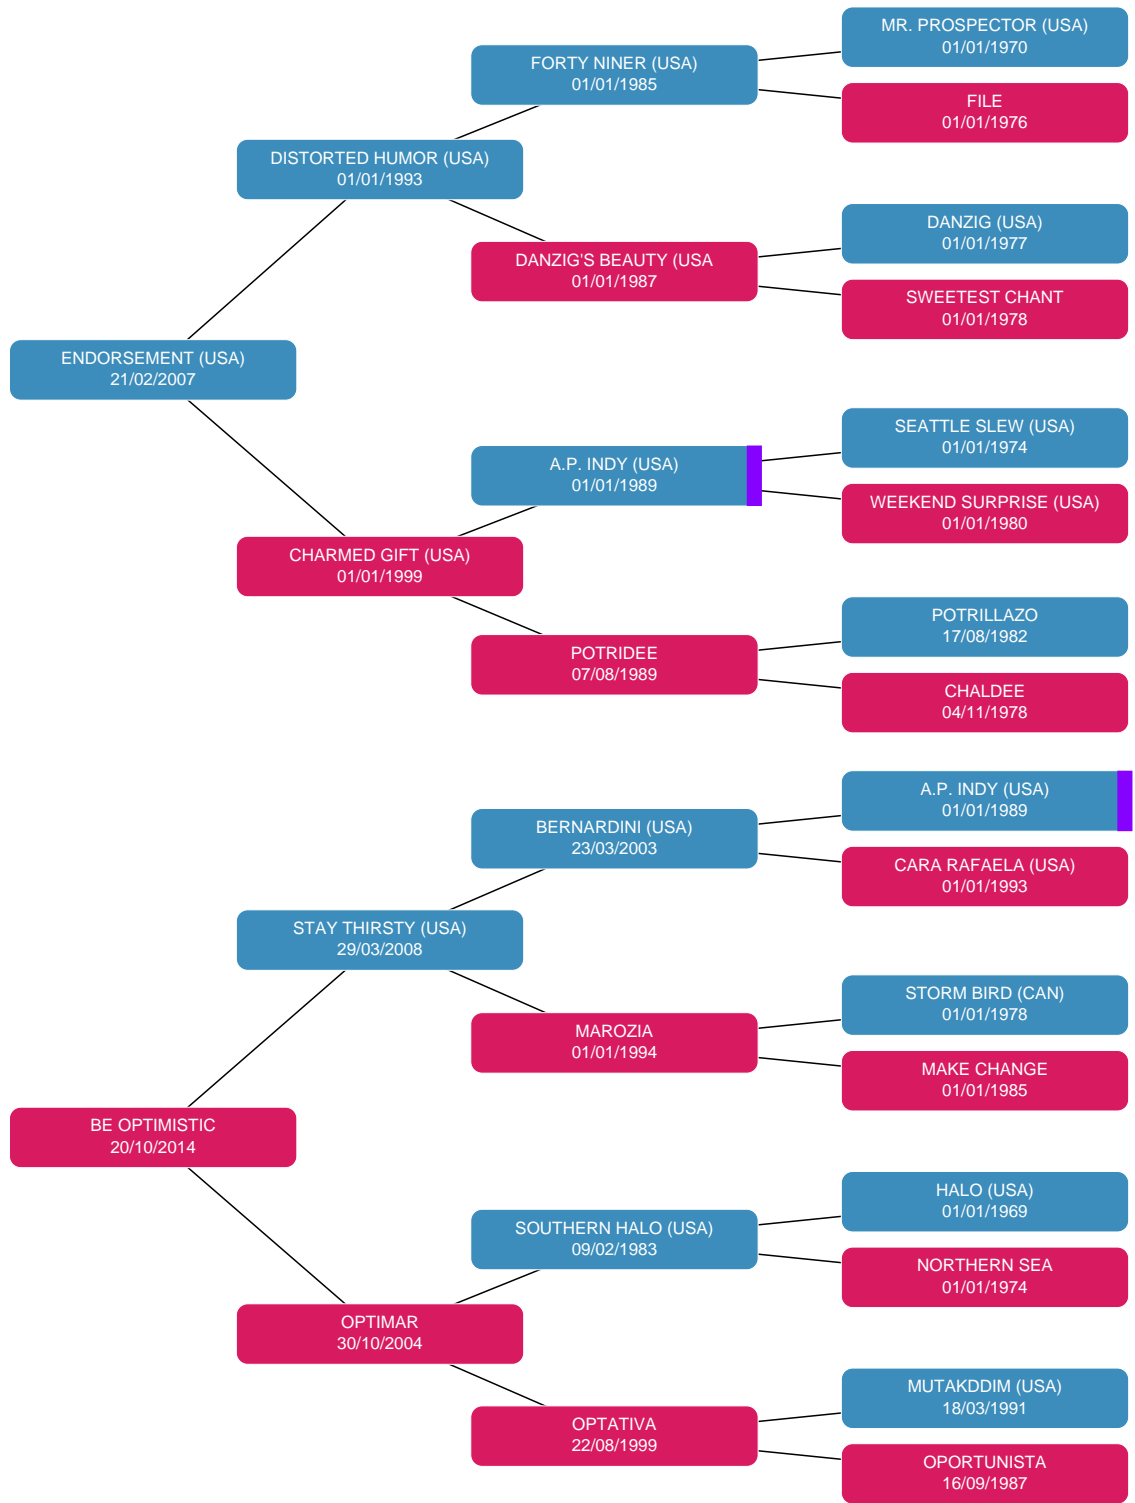 MR. PROSPECTOR (USA)
01/01/1970
FORTY NINER (USA)
01/01/1985
FILE
01/01/1976
DISTORTED HUMOR (USA)
01/01/1993
DANZIG (USA)
01/01/1977
DANZIG'S BEAUTY (USA
01/01/1987
SWEETEST CHANT
01/01/1978
ENDORSEMENT (USA)
21/02/2007
SEATTLE SLEW (USA)
01/01/1974
A.P. INDY (USA)
01/01/1989
WEEKEND SURPRISE (USA)
01/01/1980
CHARMED GIFT (USA)
01/01/1999
POTRILLAZO
17/08/1982
POTRIDEE
07/08/1989
CHALDEE
04/11/1978
A.P. INDY (USA)
01/01/1989
BERNARDINI (USA)
23/03/2003
CARA RAFAELA (USA)
01/01/1993
STAY THIRSTY (USA)
29/03/2008
STORM BIRD (CAN)
01/01/1978
MAROZIA
01/01/1994
MAKE CHANGE
01/01/1985
BE OPTIMISTIC
20/10/2014
HALO (USA)
01/01/1969
SOUTHERN HALO (USA)
09/02/1983
NORTHERN SEA
01/01/1974
OPTIMAR
30/10/2004
MUTAKDDIM (USA)
18/03/1991
OPTATIVA
22/08/1999
OPORTUNISTA
16/09/1987